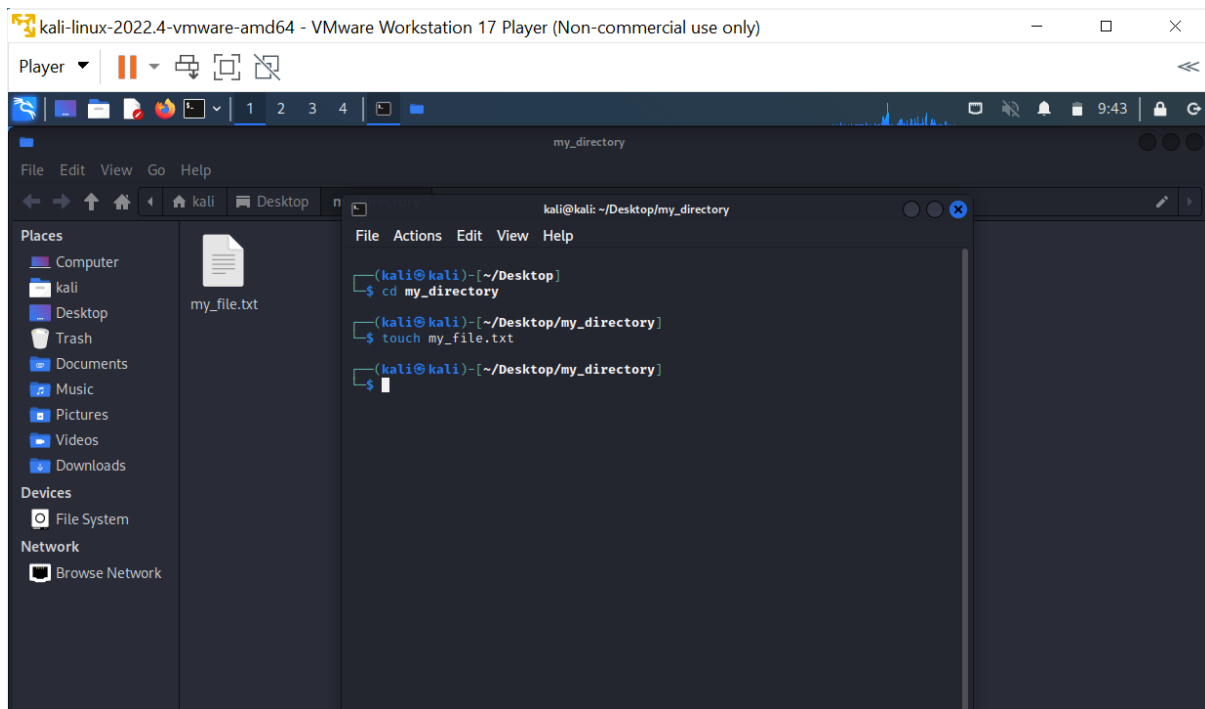 kali-linux-2022.4-vmware-amd64 - VMware Workstation 17 Player (Non-commercial use only)
Player
1 2 3 4 9:43
my_directory
File Edit View Go Help
kali Desktop
kali@kali: ~/Desktop/my_directory
File Actions Edit View Help
Places
Computer
kali
Desktop
Trash
Documents
Music
Pictures
Videos
Downloads
Devices
File System
Network
Browse Network
my_file.txt
(kali㉿kali)-[~/Desktop]
$ cd my_directory
(kali㉿kali)-[~/Desktop/my_directory]
$ touch my_file.txt
(kali㉿kali)-[~/Desktop/my_directory]
$